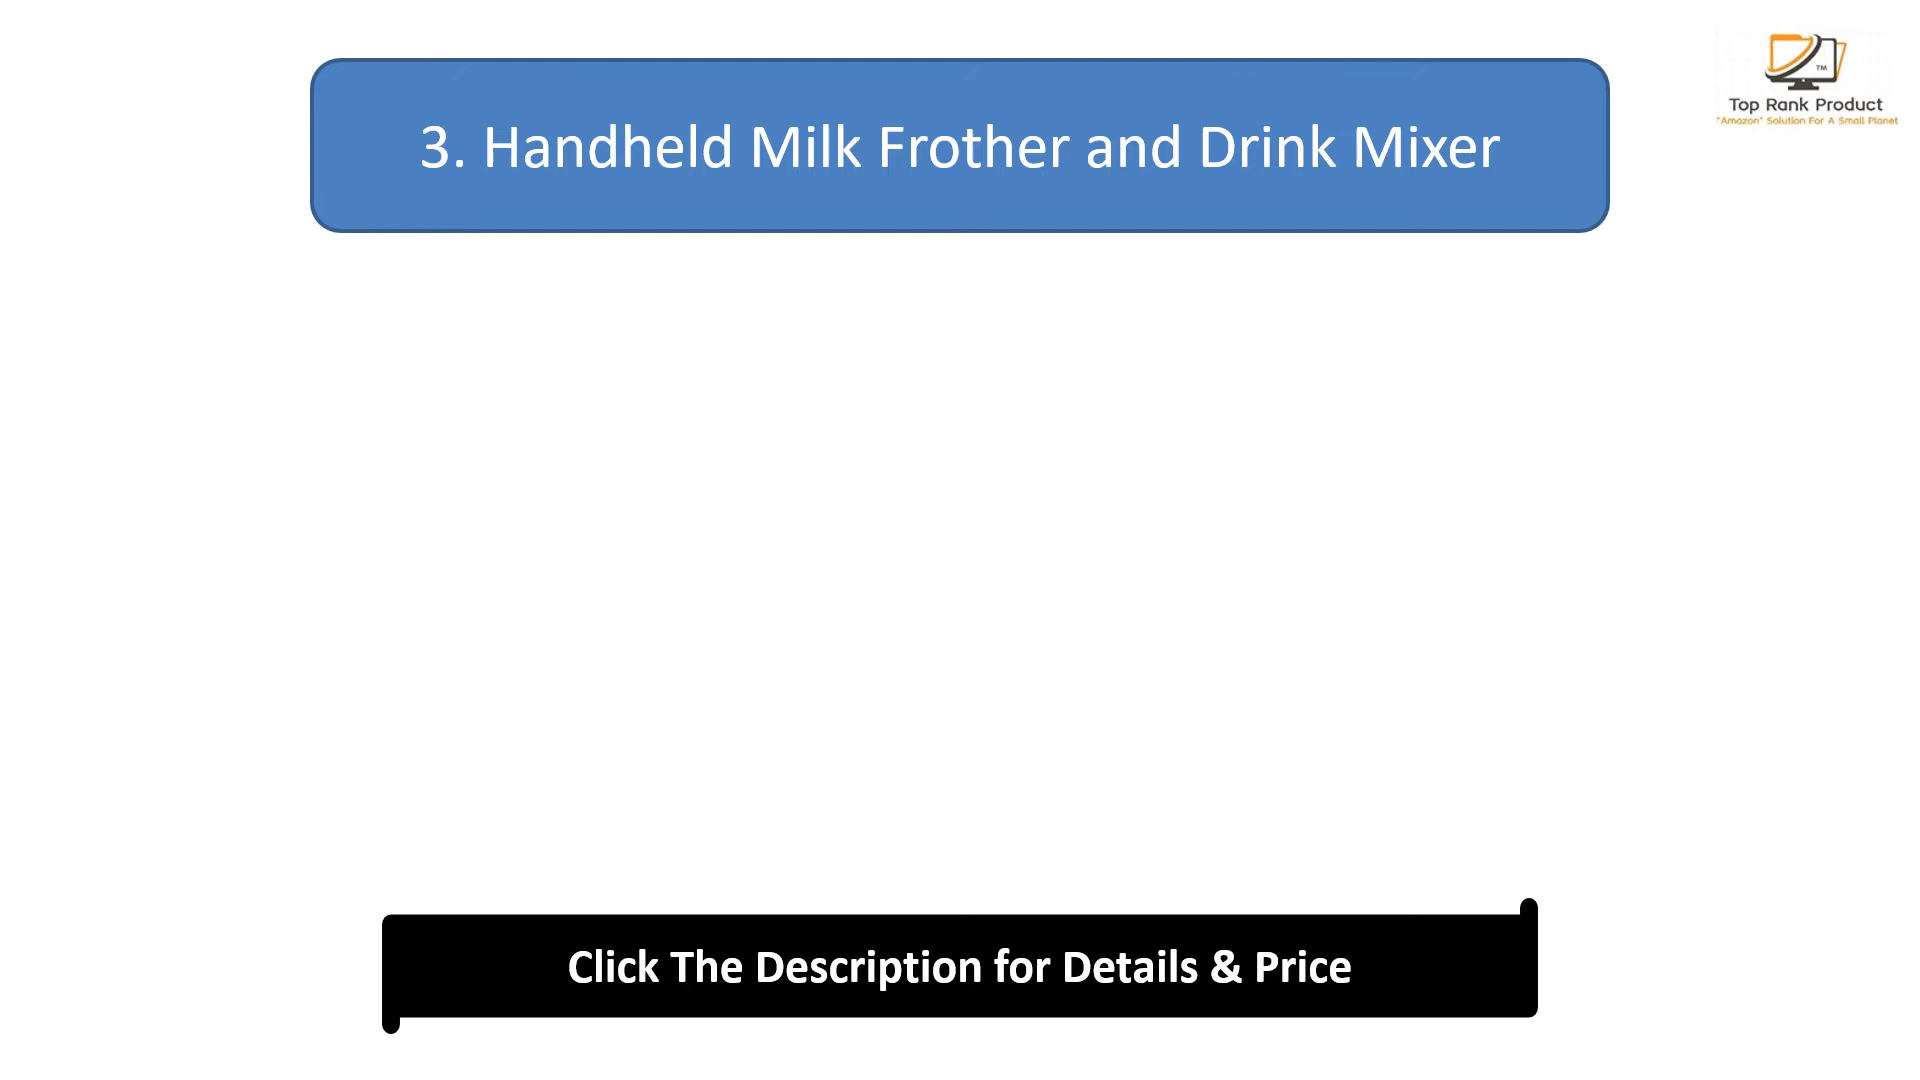 3. Handheld Milk Frother and Drink Mixer
TM
Top Rank Product
"Amazon" Solution For A Small Planet
Click The Description for Details & Price